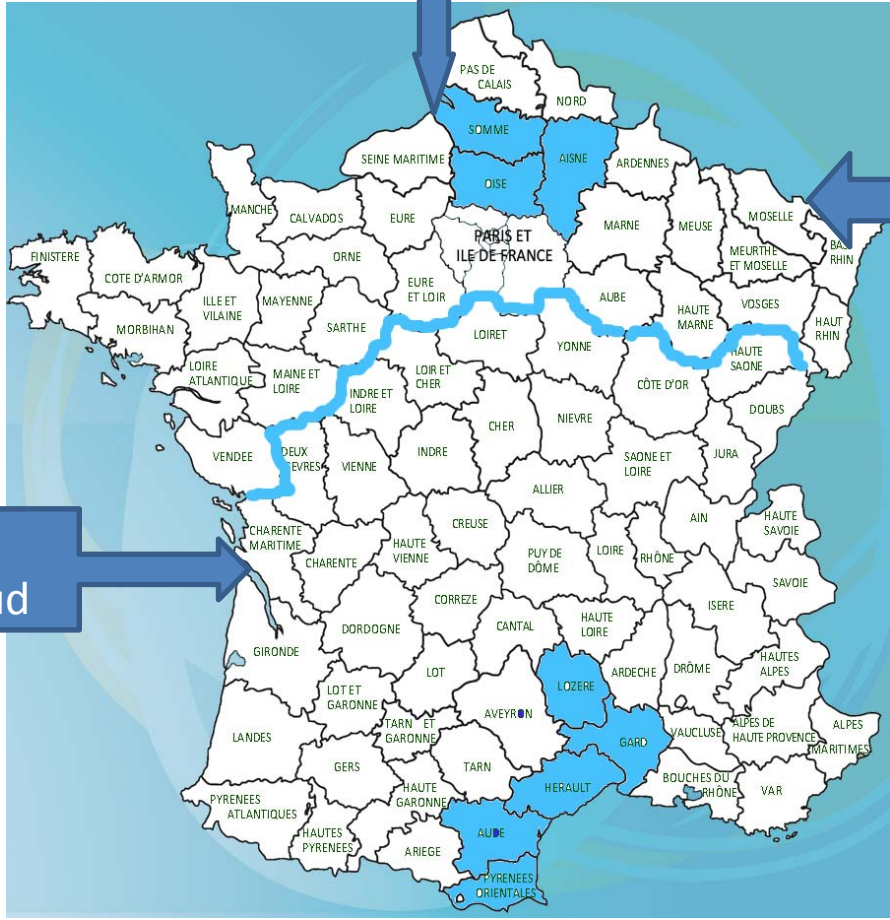 PAS DE
CALAIS
NORD
SOMME
SEINE MARITIME
AISNE
ARDENNES
OISE
MANCHE
CALVADOS
EURE
MARNE
MEUSE
MOSELLE
PARIS ET
ILE DE FRANCE
MEURTHE
ET MOSELLE
BAS
RHIN
FINISTERE
COTE D'ARMOR
ORNE
EURE
ET LOIR
AUBE
VOSGES
ILLE ET
VILAINE
MAYENNE
HAUTE
MARNE
HAUT
RHIN
MORBIHAN
SARTHE
LOIRET
YONNE
HAUTE
SAONE
LOIRE
ATLANTIQUE
MAINE ET
LOIRE
INDRE ET
LOIRE
LOIR ET
CHER
CÔTE D'OR
DOUBS
CHER
NIEVRE
VENDEE
DEUX
SEVRES
VIENNE
INDRE
SAONE ET
LOIRE
JURA
ALLIER
AIN
HAUTE
SAVOIE
CHARENTE
MARITIME
CHARENTE
HAUTE
VIENNE
CREUSE
PUY DE
DÔME
LOIRE
RHÔNE
SAVOIE
ud
CORREZE
ISERE
GIRONDE
DORDOGNE
CANTAL
HAUTE
LOIRE
ARDECHE
DRÔME
HAUTES
ALPES
LOT
LOZERE
LOT ET
GARONNE
AVEYRON
TARN ET
GARONNE
GARD
VAUCLUSE
ALPES DE
HAUTE PROVENCE
ALPES
MARITIMES
LANDES
GERS
TARN
HERAULT
BOUCHES DU
RHÔNE
VAR
HAUTE
GARONNE
PYRENEES
ATLANTIQUES
HAUTES
PYRENEES
ARIEGE
AUDE
PYRENEES
ORIENTALES